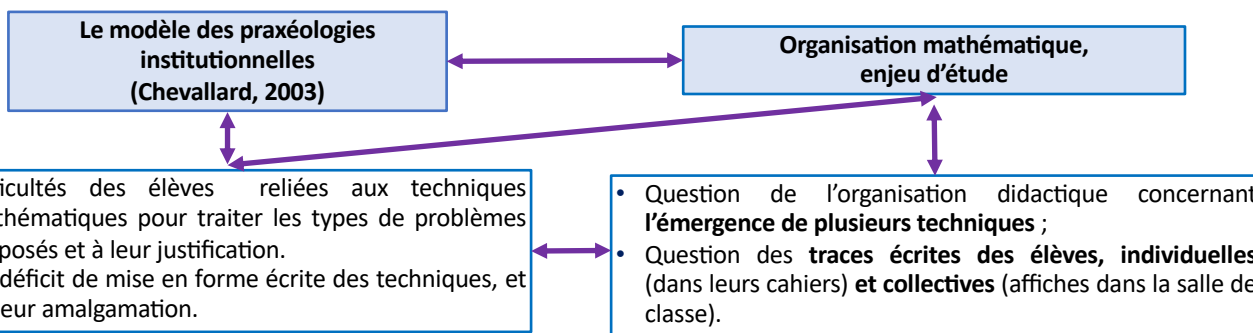 Le modèle des praxéologies
institutionnelles
(Chevallard, 2003)
Organisation mathématique,
enjeu d’étude
ficultés des élèves reliées aux techniques
thématiques pour traiter les types de problèmes
posés et à leur justification.
déficit de mise en forme écrite des techniques, et
leur amalgamation.
• Question de l’organisation didactique concernant
l’émergence de plusieurs techniques ;
• Question des traces écrites des élèves, individuelles
(dans leurs cahiers) et collectives (affiches dans la salle de
classe).